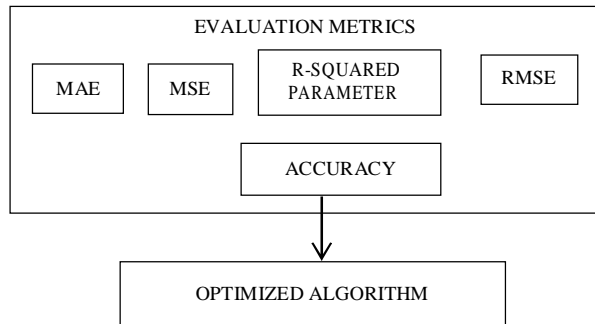 EVALUATION METRICS
MAE
MSE
R-SQUARED
PARAMETER
RMSE
ACCURACY
OPTIMIZED ALGORITHM